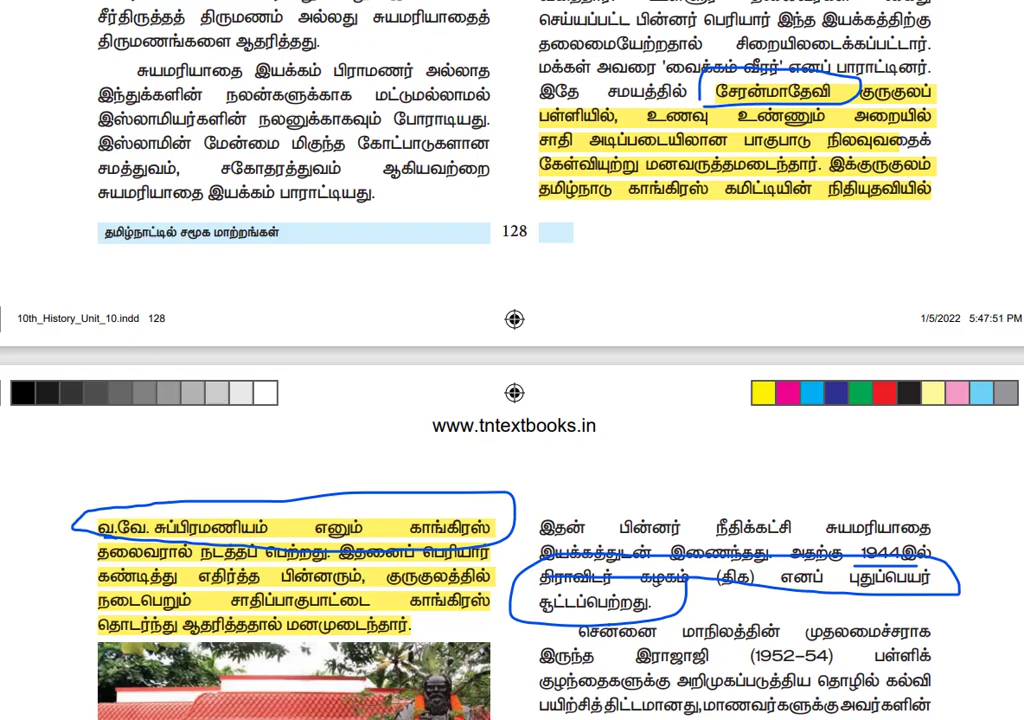 சீர்திருத்தத் திருமணம் அல்லது சுயமரியாதைத்
திருமணங்களை ஆதரித்தது.
சுயமரியாதை இயக்கம் பிராமணர் அல்லாத
இந்துக்களின் நலன்களுக்காக மட்டுமல்லாமல்
இஸ்லாமியர்களின் நலனுக்காகவும் போராடியது.
இஸ்லாமின் மேன்மை மிகுந்த கோட்பாடுகளான
சமத்துவம், சகோதரத்துவம் ஆகியவற்றை
சுயமரியாதை இயக்கம் பாராட்டியது.
செய்யப்பட்ட பின்னர் பெரியார் இந்த இயக்கத்திற்கு
தலைமையேற்றதால் சிறையிலடைக்கப்பட்டார்.
மக்கள் அவரை 'வைக்கம் வீரர்' எனப் பாராட்டினர்.
இதே சமயத்தில் சேரன்மாதேவி குருகுலப்
பள்ளியில், உணவு உண்ணும் அறையில்
சாதி அடிப்படையிலான பாகுபாடு நிலவுவதைக்
கேள்வியுற்று மனவருத்தமடைந்தார். இக்குருகுலம்
தமிழ்நாடு காங்கிரஸ் கமிட்டியின் நிதியுதவியில்
தமிழ்நாட்டில் சமூக மாற்றங்கள்
128
10th_History_Unit_10.indd 128
1/5/2022 5:47:51 PM
www.tntextbooks.in
வ.வே. சுப்பிரமணியம் எனும் காங்கிரஸ்
தலைவரால் நடத்தப் பெற்றது. இதனைப் பெரியார்
கண்டித்து எதிர்த்த பின்னரும், குருகுலத்தில்
நடைபெறும் சாதிப்பாகுபாட்டை காங்கிரஸ்
தொடர்ந்து ஆதரித்ததால் மனமுடைந்தார்.
இதன் பின்னர் நீதிக்கட்சி சுயமரியாதை
இயக்கத்துடன் இணைந்தது. அதற்கு 1944இல்
திராவிடர் கழகம் (திக) எனப் புதுப்பெயர்
சூட்டப்பெற்றது.
சென்னை மாநிலத்தின் முதலமைச்சராக
இருந்த இராஜாஜி (1952–54) பள்ளிக்
குழந்தைகளுக்கு அறிமுகப்படுத்திய தொழில் கல்வி
பயிற்சித்திட்டமானது,மாணவர்களுக்குஅவர்களின்